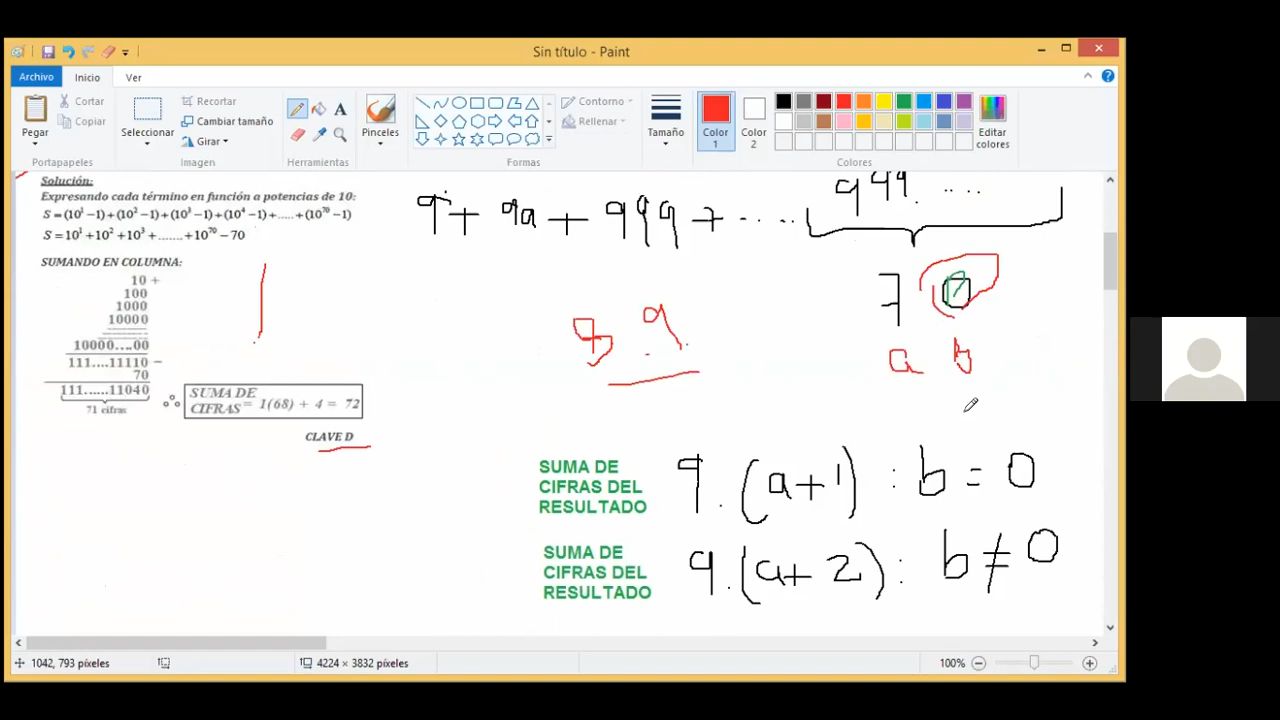 Sin título - Paint
Archivo Inicio Ver
Pegar
Cortar
Copiar
Portapapeles
Seleccionar
Recortar
Cambiar tamaño
Girar
Imagen
A
Herramientas
Pinceles
Contorno
Rellenar
Formas
Tamaño
Color 1
Color 2
Editar colores
Colores
Solución:
Expresando cada término en función a potencias de 10:
S = (10¹ −1) + (10² −1) + (10³ −1) + (10⁴ −1) + ..... + (10⁷⁰ −1)
S = 10¹ + 10² + 10³ + ....... + 10⁷⁰ − 70
SUMANDO EN COLUMNA:
10 +
100
1000
10000
10000....00
111....11110 −
70
111......11040
71 cifras
∴ SUMA DE CIFRAS = 1(68) + 4 = 72
CLAVE D
9 + 99 + 999 + ..... 999. ....
7
a b
8 9
SUMA DE
CIFRAS DEL
RESULTADO
9.(a+1) : b = 0
SUMA DE
CIFRAS DEL
RESULTADO
9.(a+2) : b ≠ 0
1042, 793 píxeles
4224 × 3832 píxeles
100%